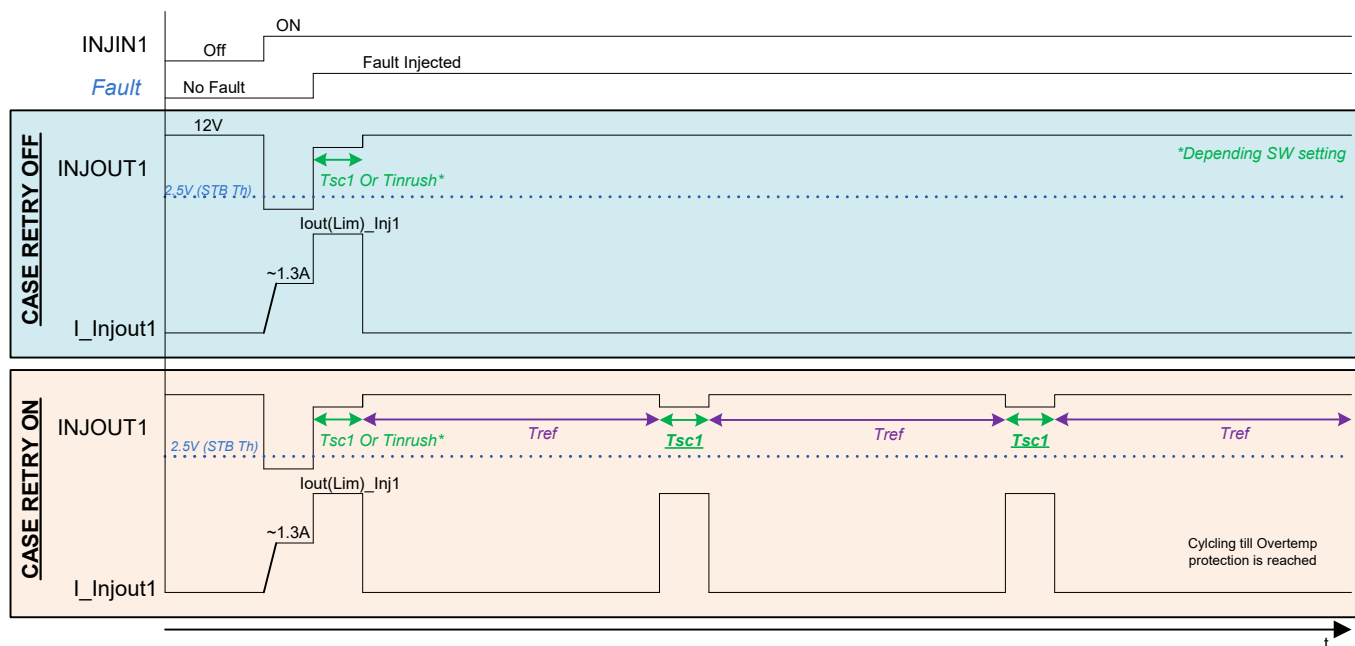 INJIN1
Off
ON
Fault
No Fault
Fault Injected
CASE RETRY OFF
12V
INJOUT1
*Depending SW setting
2.5V (STB Th)
Tsc1 Or Tinrush*
Iout(Lim)_Inj1
~1.3A
I_Injout1
CASE RETRY ON
INJOUT1
2.5V (STB Th)
Tsc1 Or Tinrush*
Tref
Tsc1
Tref
Tsc1
Tref
Iout(Lim)_Inj1
~1.3A
Cylcling till Overtemp
protection is reached
I_Injout1
t